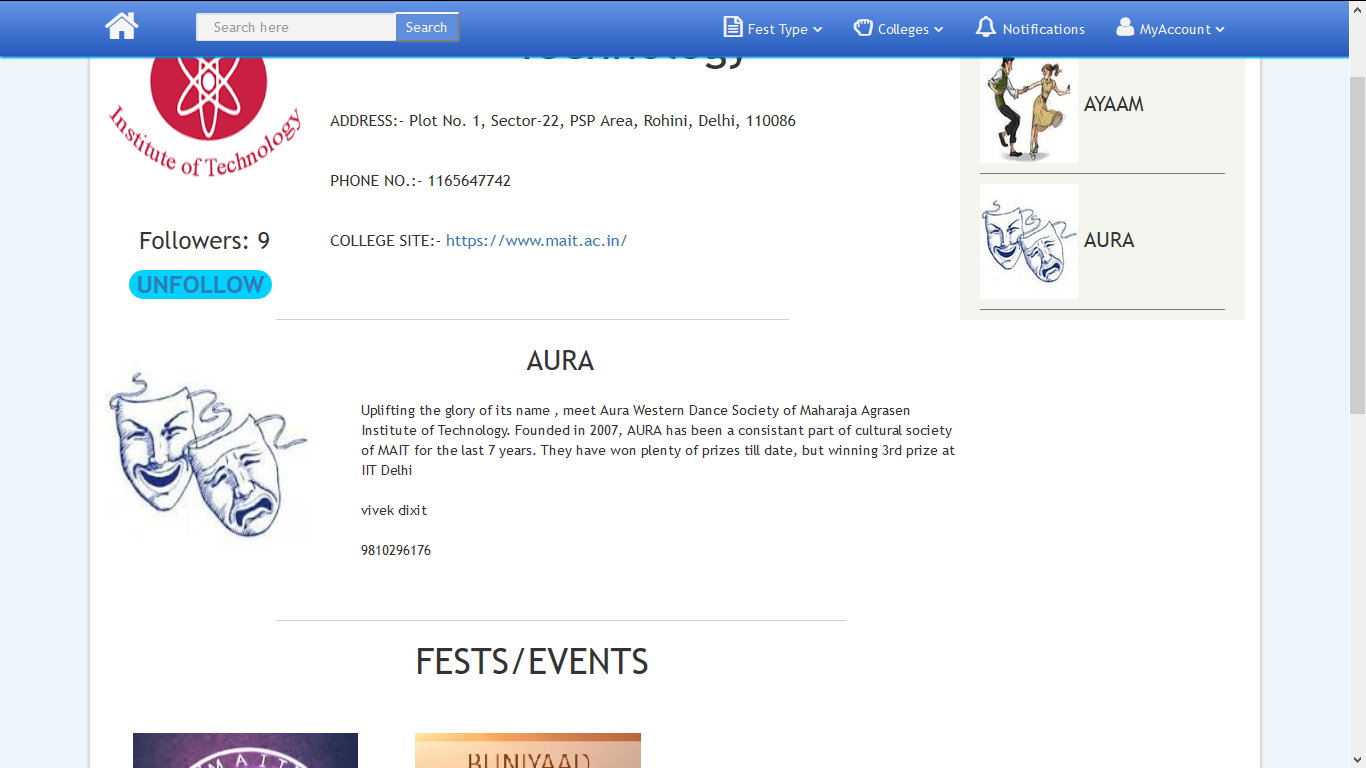 Search here
Search
Fest Type
Colleges
Notifications
MyAccount
Technology
Institute of Technology
ADDRESS:- Plot No. 1, Sector-22, PSP Area, Rohini, Delhi, 110086
PHONE NO.:- 1165647742
Followers: 9
COLLEGE SITE:- https://www.mait.ac.in/
UNFOLLOW
AYAAM
AURA
AURA
Uplifting the glory of its name , meet Aura Western Dance Society of Maharaja Agrasen
Institute of Technology. Founded in 2007, AURA has been a consistant part of cultural society
of MAIT for the last 7 years. They have won plenty of prizes till date, but winning 3rd prize at
IIT Delhi
vivek dixit
9810296176
FESTS/EVENTS
MAIT
BUNIYAAD